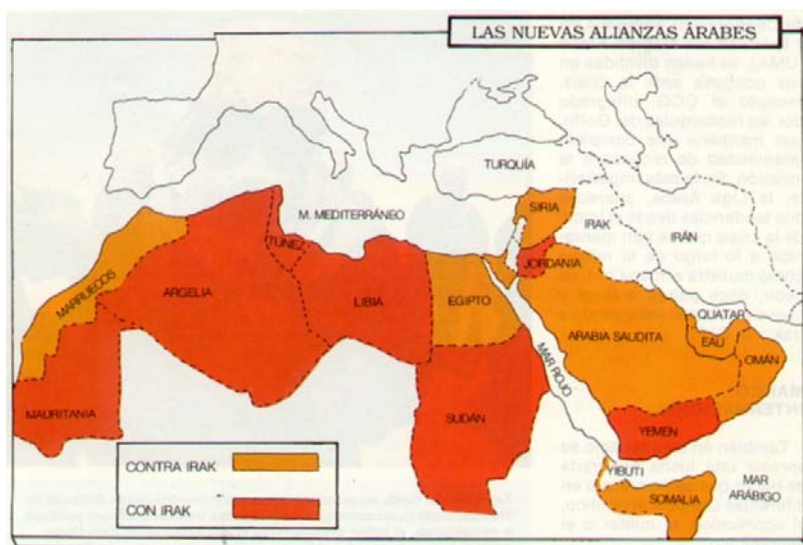 LAS NUEVAS ALIANZAS ÁRABES
TURQUÍA
M. MEDITERRÁNEO
SIRIA
IRAK
IRÁN
TUNEZ
JORDANIA
MARRUECOS
ARGELIA
LIBIA
EGIPTO
QUATAR
ARABIA SAUDITA
EAU
OMÁN
MAR ROJO
MAURITANIA
SUDÁN
YEMEN
YIBUTI
MAR
ARÁBIGO
SOMALIA
CONTRA IRAK
CON IRAK